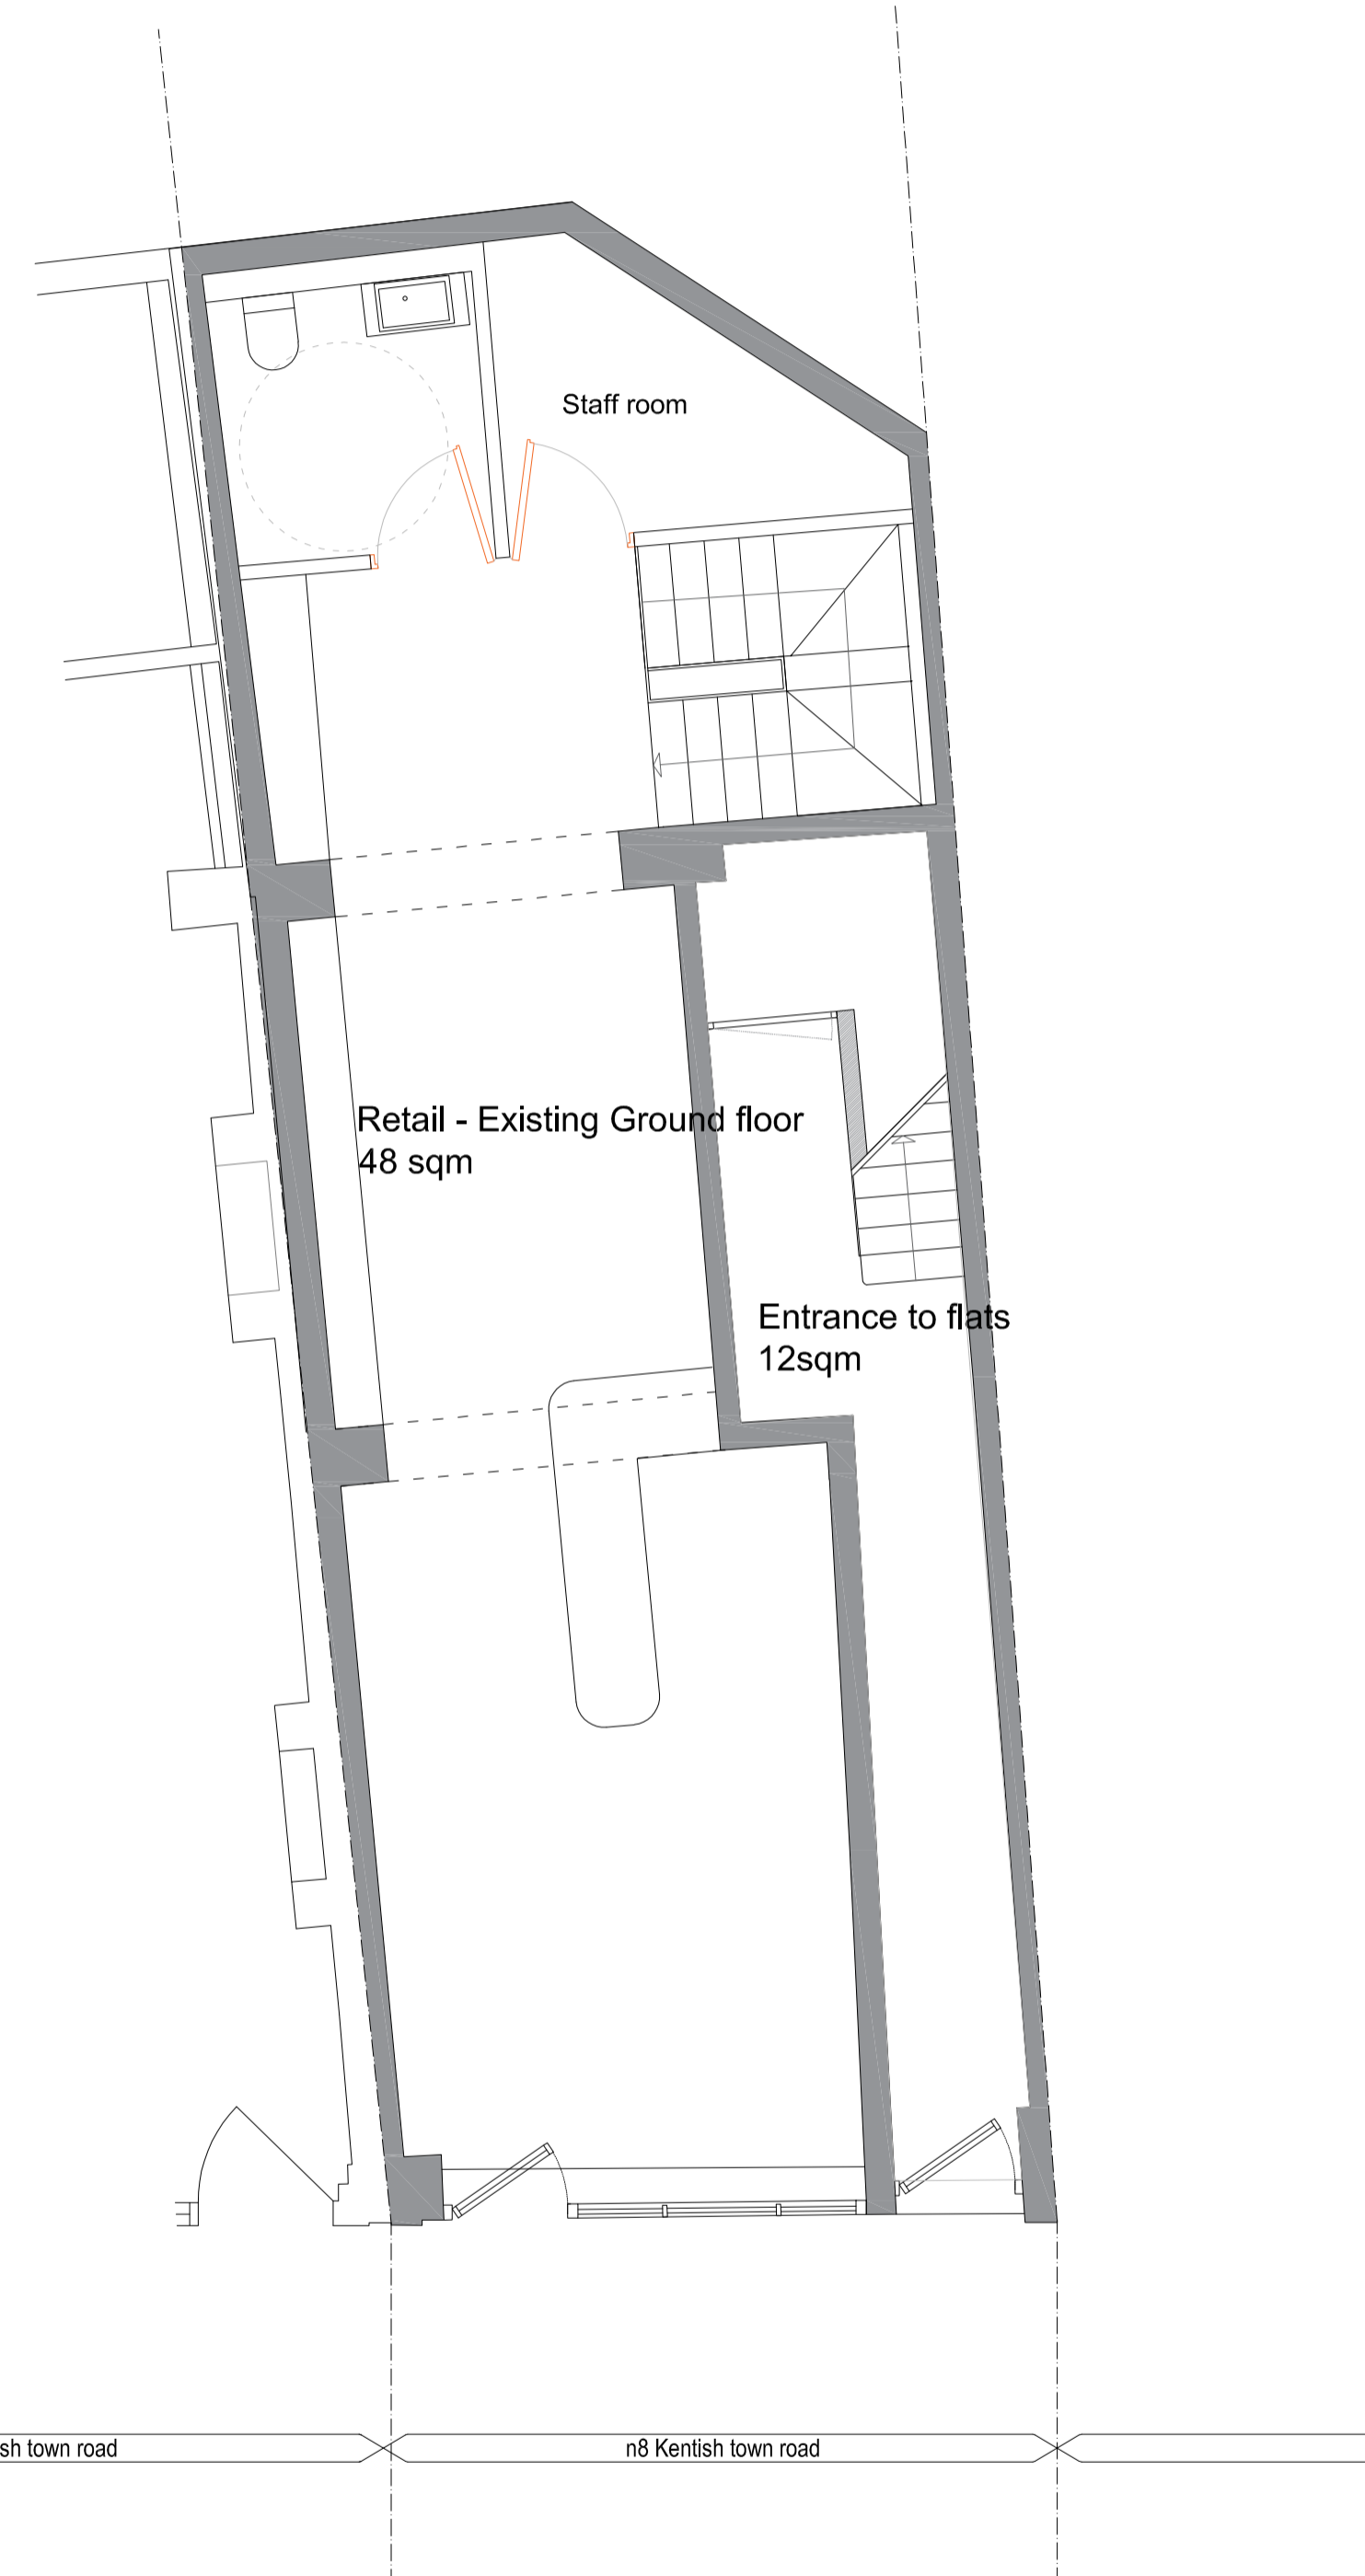 Staff room
Retail - Existing Ground floor
48 sqm
Entrance to flats
12sqm
sh town road
n8 Kentish town road